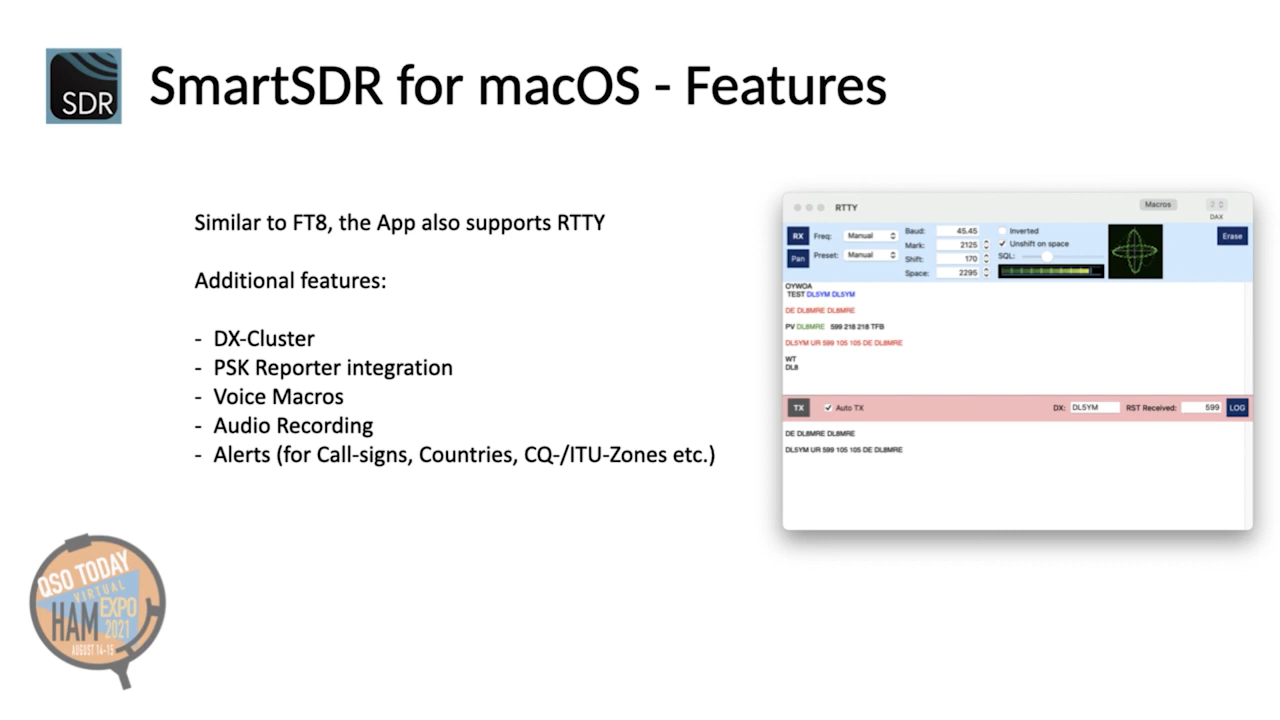 SDR
SmartSDR for macOS - Features
Similar to FT8, the App also supports RTTY
Additional features:
- DX-Cluster
- PSK Reporter integration
- Voice Macros
- Audio Recording
- Alerts (for Call-signs, Countries, CQ-/ITU-Zones etc.)
RTTY
Macros
2
DAX
RX
Freq: Manual
Pan
Preset: Manual
Baud: 45.45
Mark: 2125
Shift: 170
Space: 2295
Inverted
Unshift on space
SQL:
Erase
OYWOA
TEST DL5YM DL5YM
DE DL8MRE DL8MRE
PV DL8MRE 599 218 218 TFB
DL5YM UR 599 105 105 DE DL8MRE
WT
DL8
TX
Auto TX
DX: DL5YM
RST Received: 599
LOG
DE DL8MRE DL8MRE
DL5YM UR 599 105 105 DE DL8MRE
QSO TODAY
VIRTUAL
HAM EXPO
2021
AUGUST 14-15